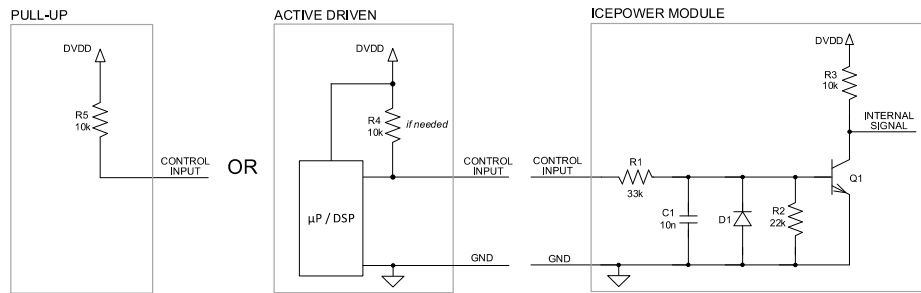 PULL-UP
DVDD
R5
10k
CONTROL
INPUT
OR
ACTIVE DRIVEN
DVDD
R4
10k
if needed
µP / DSP
CONTROL
INPUT
GND
ICEPOWER MODULE
CONTROL
INPUT
GND
R1
33k
C1
10n
D1
R2
22k
DVDD
R3
10k
INTERNAL
SIGNAL
Q1